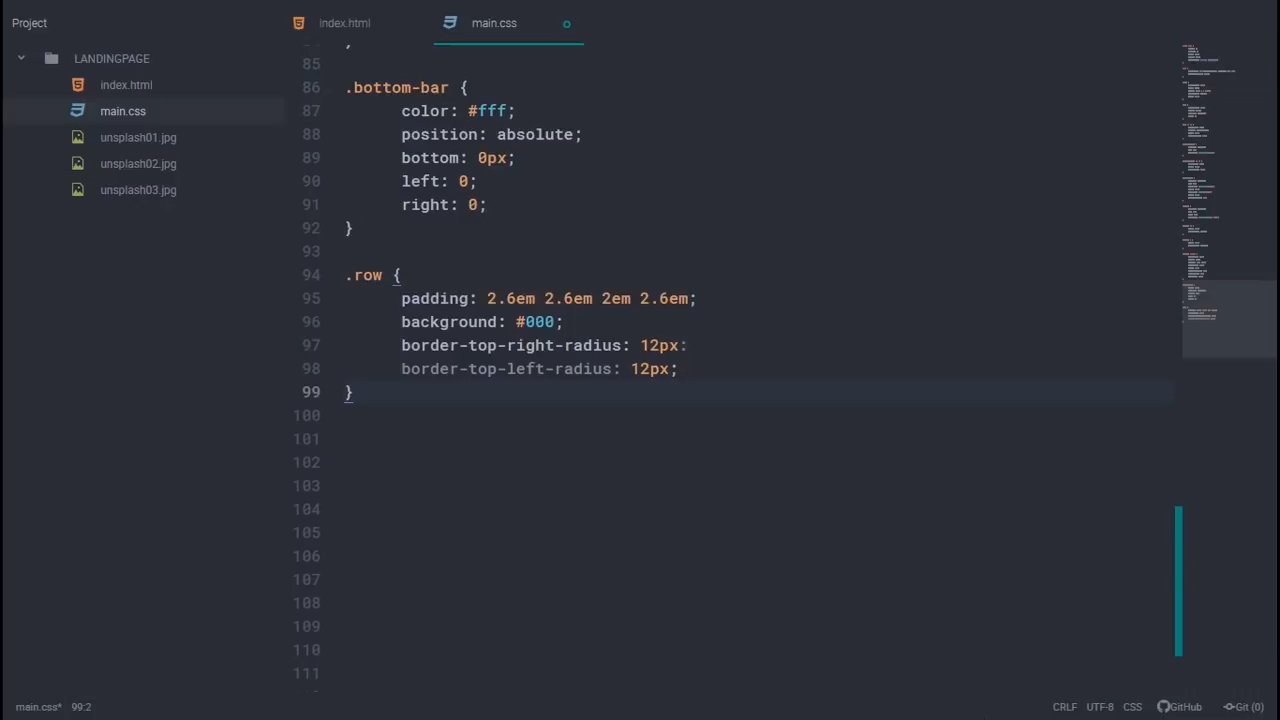 Project
index.html
main.css
LANDINGPAGE
index.html
main.css
unsplash01.jpg
unsplash02.jpg
unsplash03.jpg
85
86 .bottom-bar {
87 color: #fff;
88 position: absolute;
89 bottom: 0px;
90 left: 0;
91 right: 0;
92 }
93
94 .row {
95 padding: 2.6em 2.6em 2em 2.6em;
96 background: #000;
97 border-top-right-radius: 12px:
98 border-top-left-radius: 12px;
99 }
100
101
102
103
104
105
106
107
108
109
110
111
main.css* 99:2
CRLF UTF-8 CSS GitHub Git (0)